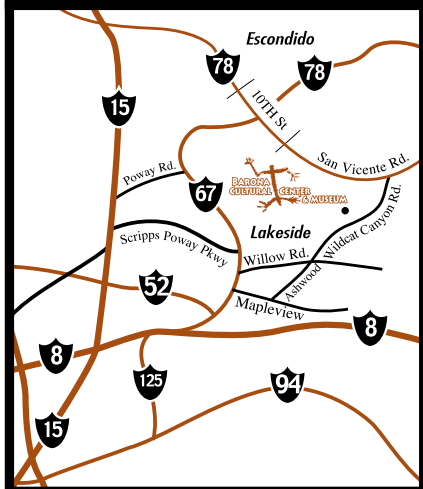 Escondido
78
78
15
10TH St
San Vicente Rd.
Poway Rd.
67
BARONA
CULTURAL CENTER
& MUSEUM
Wildcat Canyon Rd.
Lakeside
Scripps Poway Pkwy
Willow Rd.
Ashwood
52
Mapleview
8
8
125
94
15